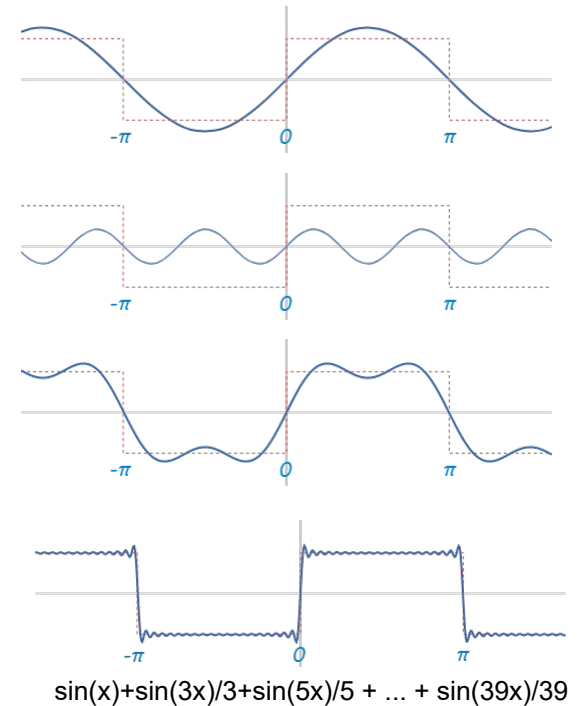 -π 0 π
-π 0 π
-π 0 π
-π 0 π
sin(x)+sin(3x)/3+sin(5x)/5 + ... + sin(39x)/39